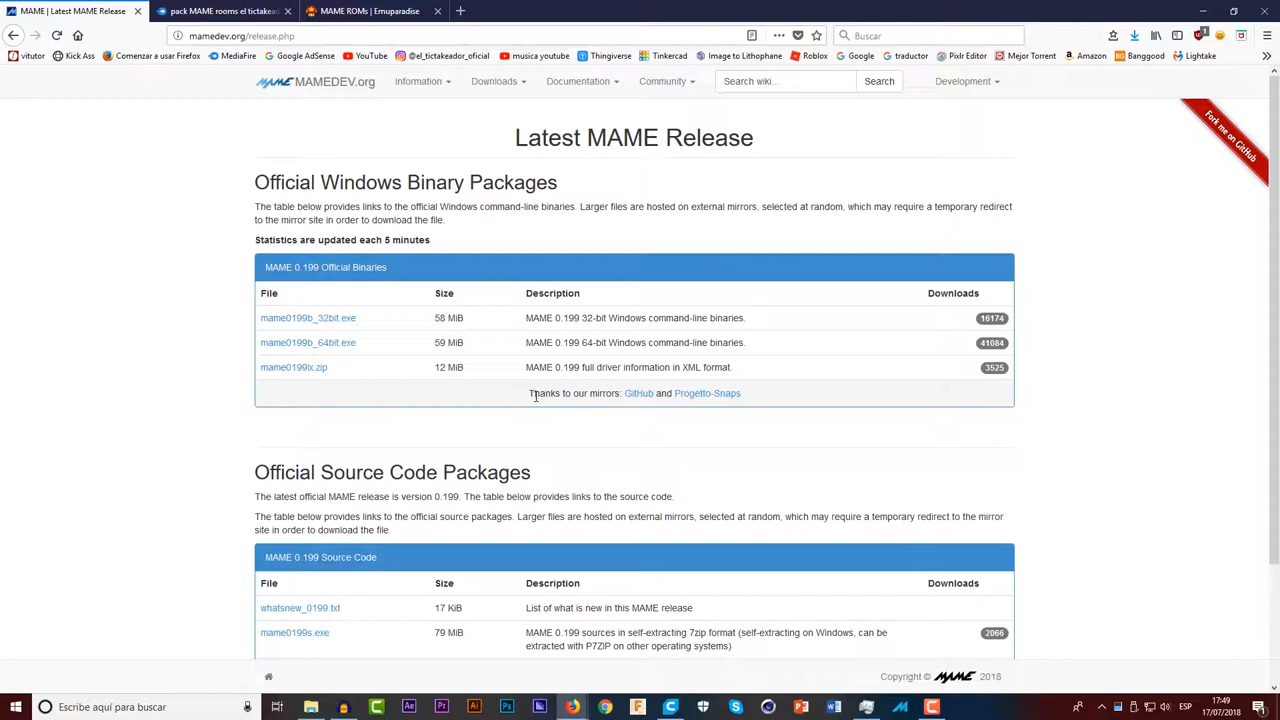 MAME | Latest MAME Release
pack MAME rooms el tictakead
MAME ROMs | Emuparadise
mamedev.org/release.php
Buscar
vitutor
Kick Ass
Comenzar a usar Firefox
MediaFire
Google AdSense
YouTube
@el_tictakeador_oficial
musica youtube
Thingiverse
Tinkercad
Image to Lithophane
Roblox
Google
traductor
Pixlr Editor
Mejor Torrent
Amazon
Banggood
Lightake
MAME MAMEDEV.org
Information
Downloads
Documentation
Community
Search wiki...
Search
Development
Fork me on GitHub
Latest MAME Release
Official Windows Binary Packages
The table below provides links to the official Windows command-line binaries. Larger files are hosted on external mirrors, selected at random, which may require a temporary redirect
to the mirror site in order to download the file.
Statistics are updated each 5 minutes
MAME 0.199 Official Binaries
File Size Description Downloads
mame0199b_32bit.exe 58 MiB MAME 0.199 32-bit Windows command-line binaries. 16174
mame0199b_64bit.exe 59 MiB MAME 0.199 64-bit Windows command-line binaries. 41084
mame0199lx.zip 12 MiB MAME 0.199 full driver information in XML format. 3525
Thanks to our mirrors: GitHub and Progetto-Snaps
Official Source Code Packages
The latest official MAME release is version 0.199. The table below provides links to the source code.
The table below provides links to the official source packages. Larger files are hosted on external mirrors, selected at random, which may require a temporary redirect to the mirror
site in order to download the file.
MAME 0.199 Source Code
File Size Description Downloads
whatsnew_0199.txt 17 KiB List of what is new in this MAME release
mame0199s.exe 79 MiB MAME 0.199 sources in self-extracting 7zip format (self-extracting on Windows, can be 2066
extracted with P7ZIP on other operating systems)
Copyright © MAME 2018
Escribe aquí para buscar
Ae
Pr
Ai
Ps
ESP
17:49
17/07/2018